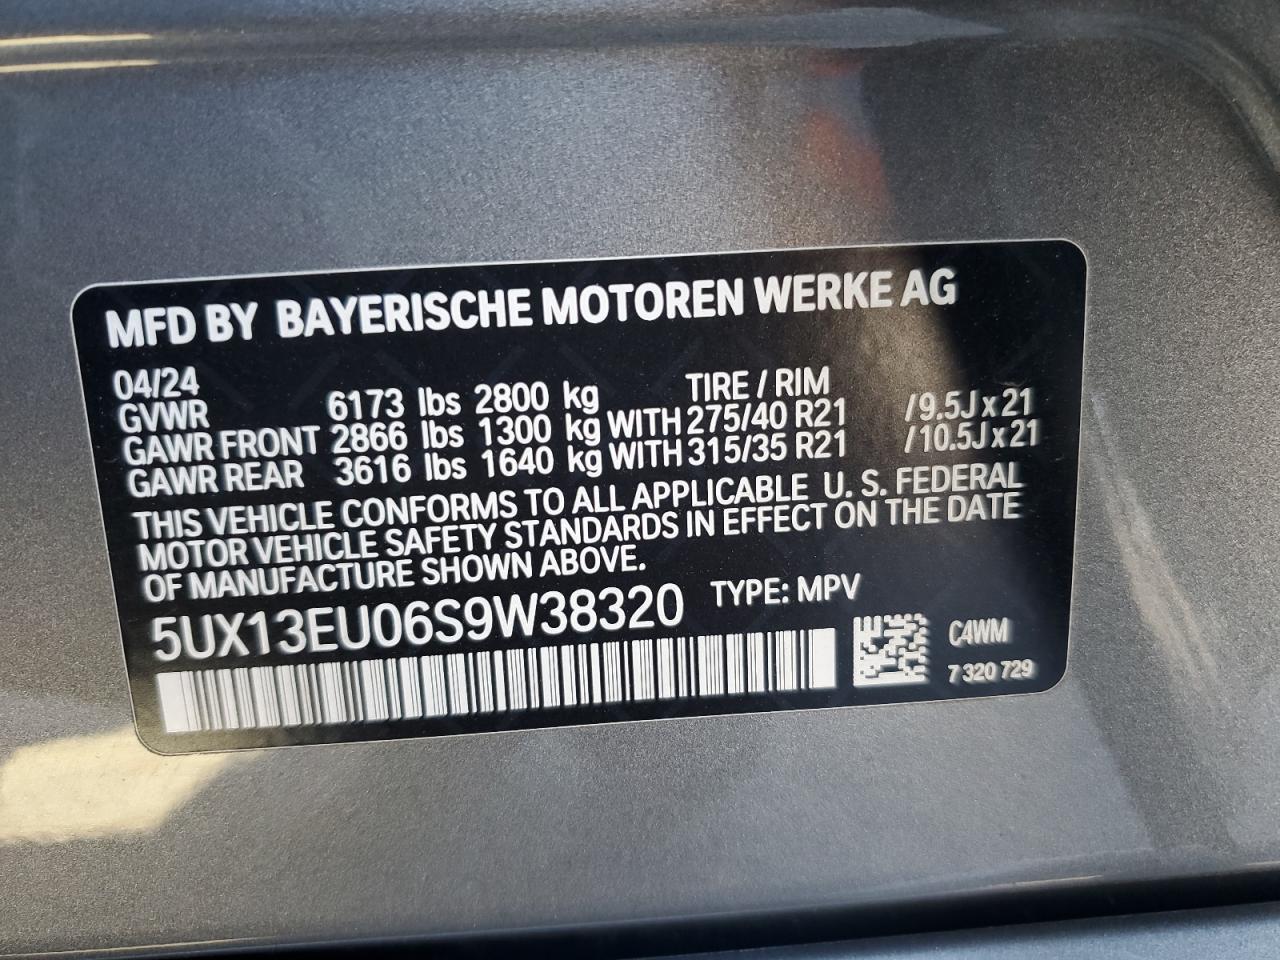 MFD BY BAYERISCHE MOTOREN WERKE AG
04/24
GVWR 6173 lbs 2800 kg TIRE / RIM
GAWR FRONT 2866 lbs 1300 kg WITH 275/40 R21 /9.5J x 21
GAWR REAR 3616 lbs 1640 kg WITH 315/35 R21 /10.5J x 21
THIS VEHICLE CONFORMS TO ALL APPLICABLE U. S. FEDERAL
MOTOR VEHICLE SAFETY STANDARDS IN EFFECT ON THE DATE
OF MANUFACTURE SHOWN ABOVE.
5UX13EU06S9W38320 TYPE: MPV
C4WM
7 320 729